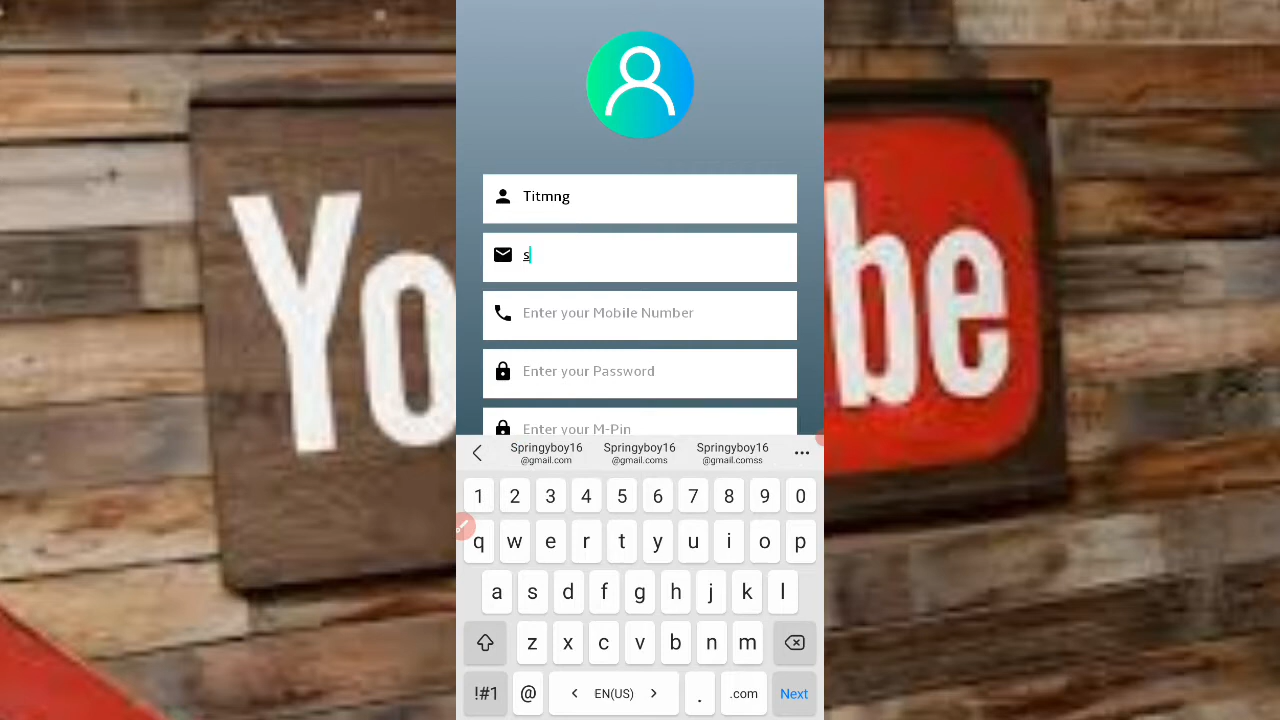 Yo
be
Titmng
s
Enter your Mobile Number
Enter your Password
Enter your M-Pin
Springyboy16 Springyboy16 Springyboy16
@gmail.com @gmail.coms @gmail.comss
1 2 3 4 5 6 7 8 9 0
q w e r t y u i o p
a s d f g h j k l
z x c v b n m
!#1 @ EN(US) . .com Next